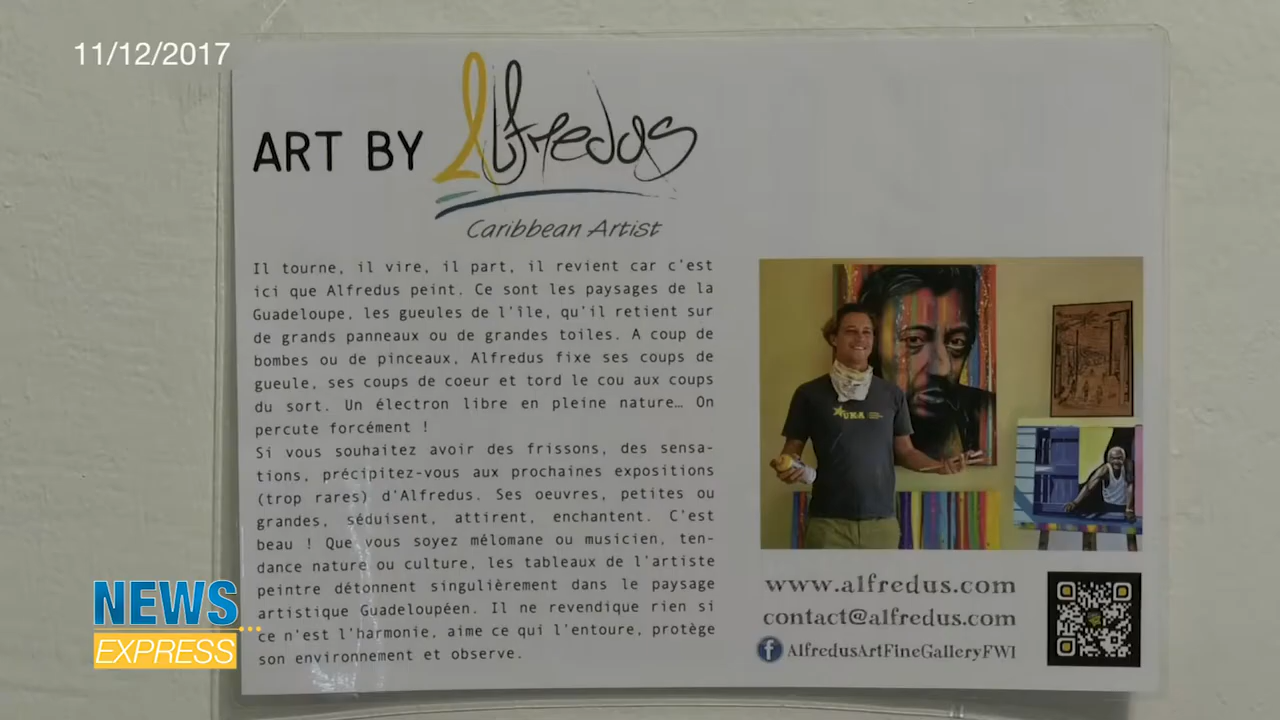 11/12/2017
ART BY Alfredus
Caribbean Artist
Il tourne, il vire, il part, il revient car c'est
ici que Alfredus peint. Ce sont les paysages de la
Guadeloupe, les gueules de l'île, qu'il retient sur
de grands panneaux ou de grandes toiles. A coup de
bombes ou de pinceaux, Alfredus fixe ses coups de
gueule, ses coups de coeur et tord le cou aux coups
du sort. Un électron libre en pleine nature… On
percute forcément !
Si vous souhaitez avoir des frissons, des sensa-
tions, précipitez-vous aux prochaines expositions
(trop rares) d'Alfredus. Ses oeuvres, petites ou
grandes, séduisent, attirent, enchantent. C'est
beau ! Que vous soyez mélomane ou musicien, ten-
dance nature ou culture, les tableaux de l'artiste
peintre détonnent singulièrement dans le paysage
artistique Guadeloupéen. Il ne revendique rien si
ce n'est l'harmonie, aime ce qui l'entoure, protège
son environnement et observe.
UKA
www.alfredus.com
contact@alfredus.com
AlfredusArtFineGalleryFWI
NEWS
EXPRESS